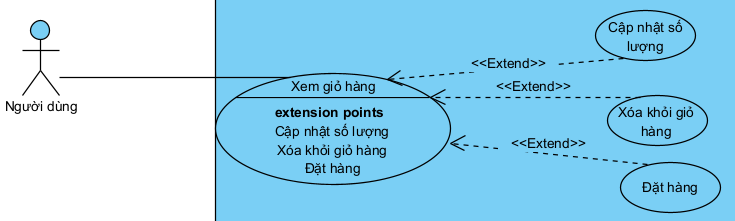 Cập nhật số
lượng
<<Extend>>
Xem giỏ hàng
<<Extend>>
Người dùng
extension points
Cập nhật số lượng
Xóa khỏi giỏ hàng
Đặt hàng
Xóa khỏi giỏ
hàng
<<Extend>>
Đặt hàng